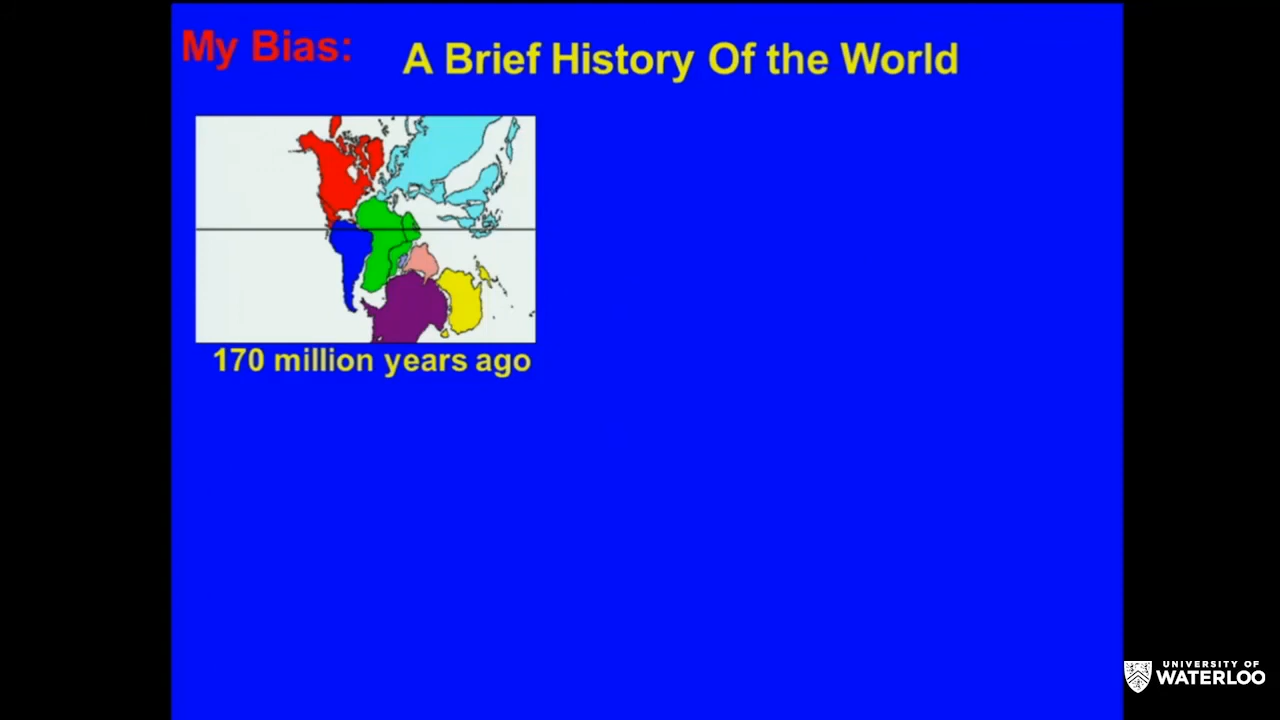 My Bias:
A Brief History Of the World
170 million years ago
UNIVERSITY OF
WATERLOO